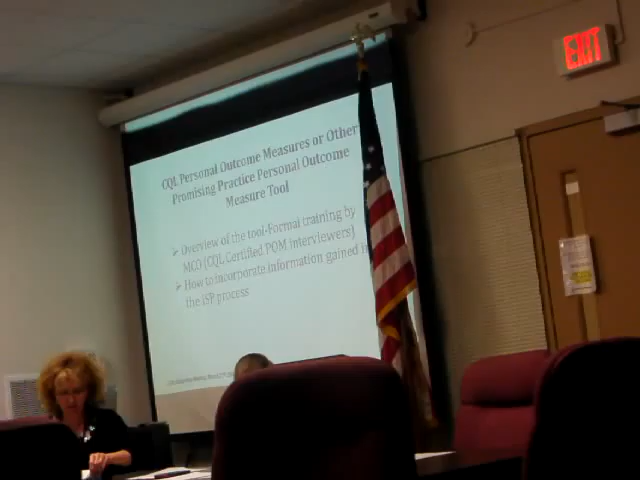 EXIT
CQL Personal Outcome Measures or Other
Promising Practice Personal Outcome
Measure Tool
Overview of the tool-Formal training by
MCO (CQL Certified POM interviewers)
How to incorporate information gained
the ISP process